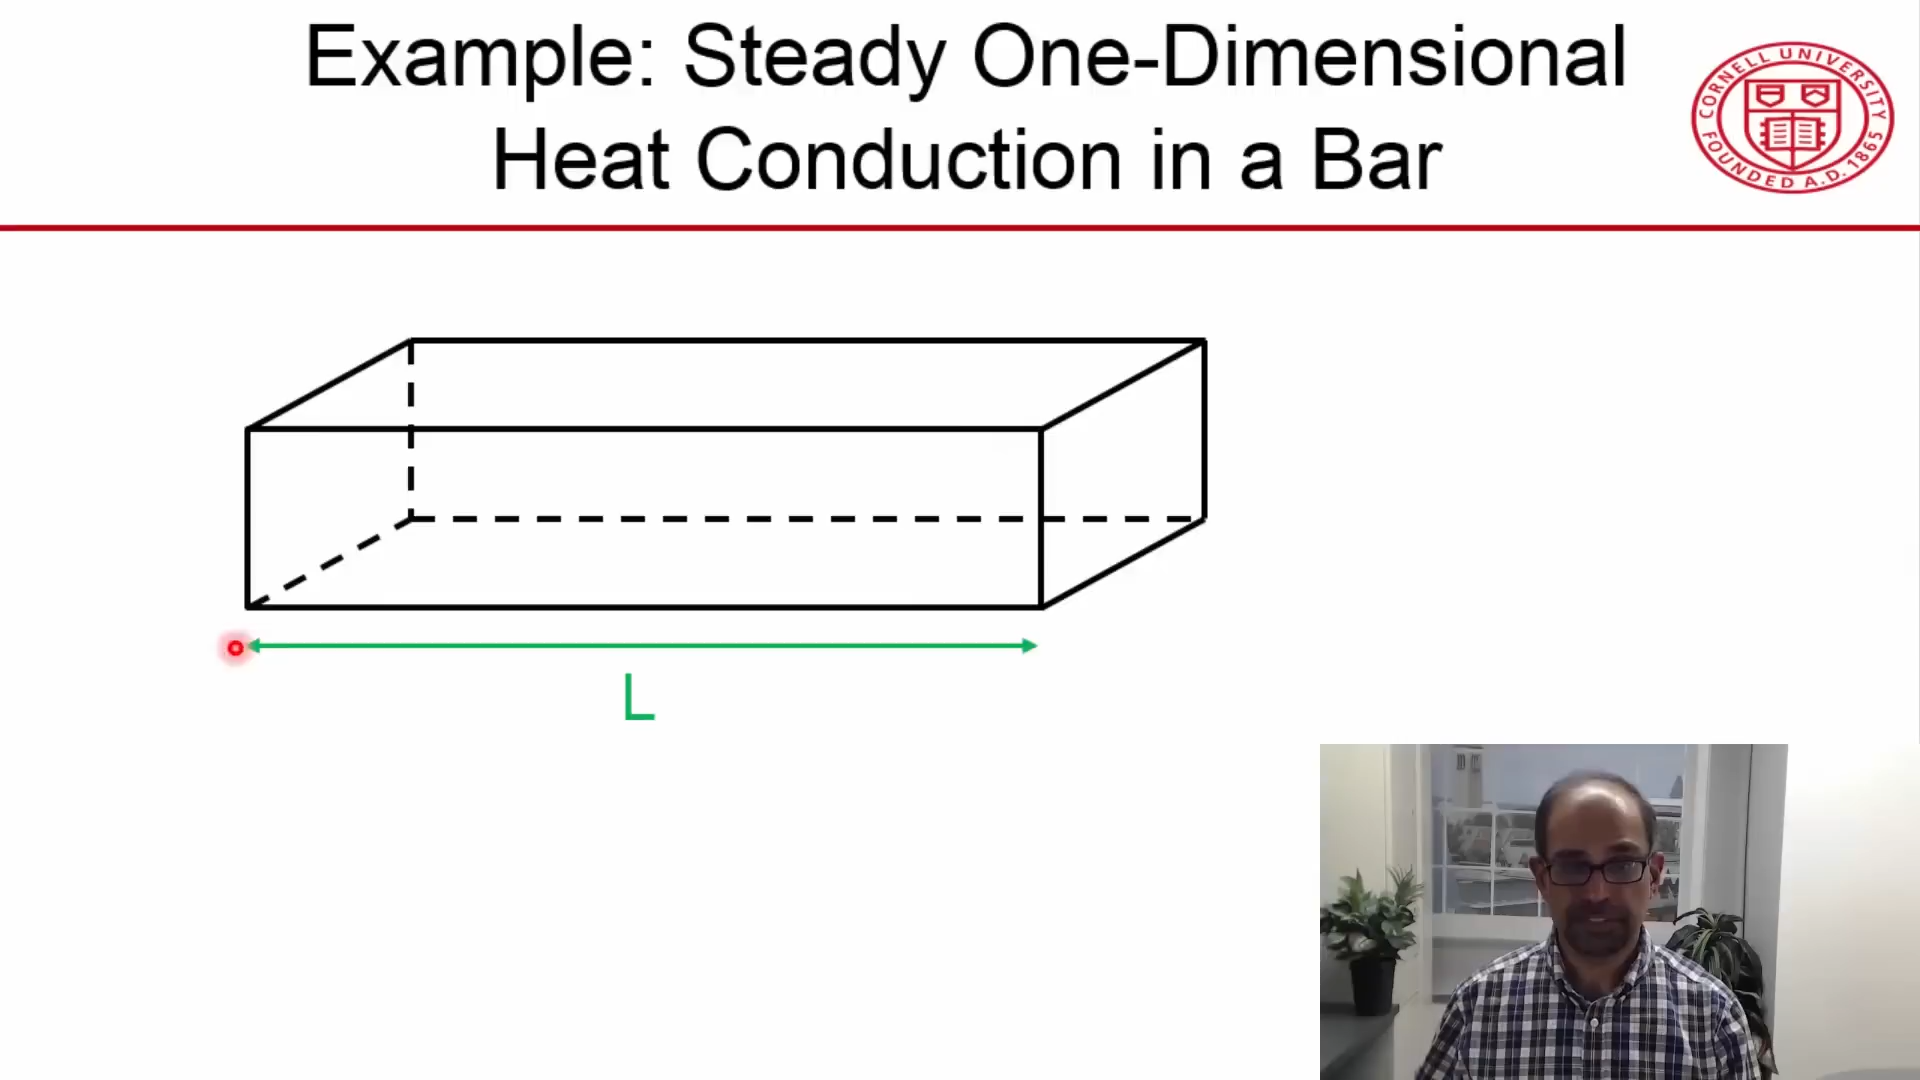 Example: Steady One-Dimensional
Heat Conduction in a Bar
CORNELL UNIVERSITY
FOUNDED A.D. 1865
L